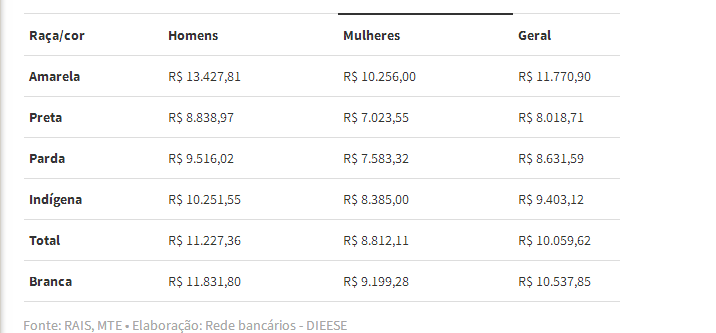 Raça/cor Homens Mulheres Geral
Amarela R$ 13.427,81 R$ 10.256,00 R$ 11.770,90
Preta R$ 8.838,97 R$ 7.023,55 R$ 8.018,71
Parda R$ 9.516,02 R$ 7.583,32 R$ 8.631,59
Indígena R$ 10.251,55 R$ 8.385,00 R$ 9.403,12
Total R$ 11.227,36 R$ 8.812,11 R$ 10.059,62
Branca R$ 11.831,80 R$ 9.199,28 R$ 10.537,85
Fonte: RAIS, MTE • Elaboração: Rede bancários - DIEESE